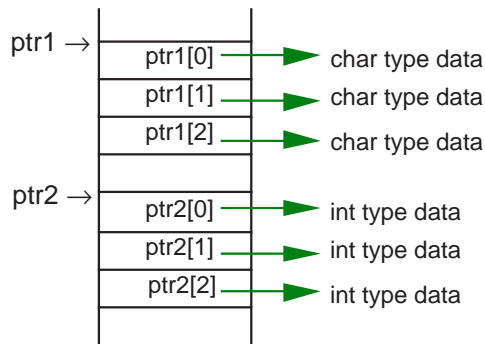 ptr1 →
ptr1[0] char type data
ptr1[1] char type data
ptr1[2] char type data
ptr2 →
ptr2[0] int type data
ptr2[1] int type data
ptr2[2] int type data